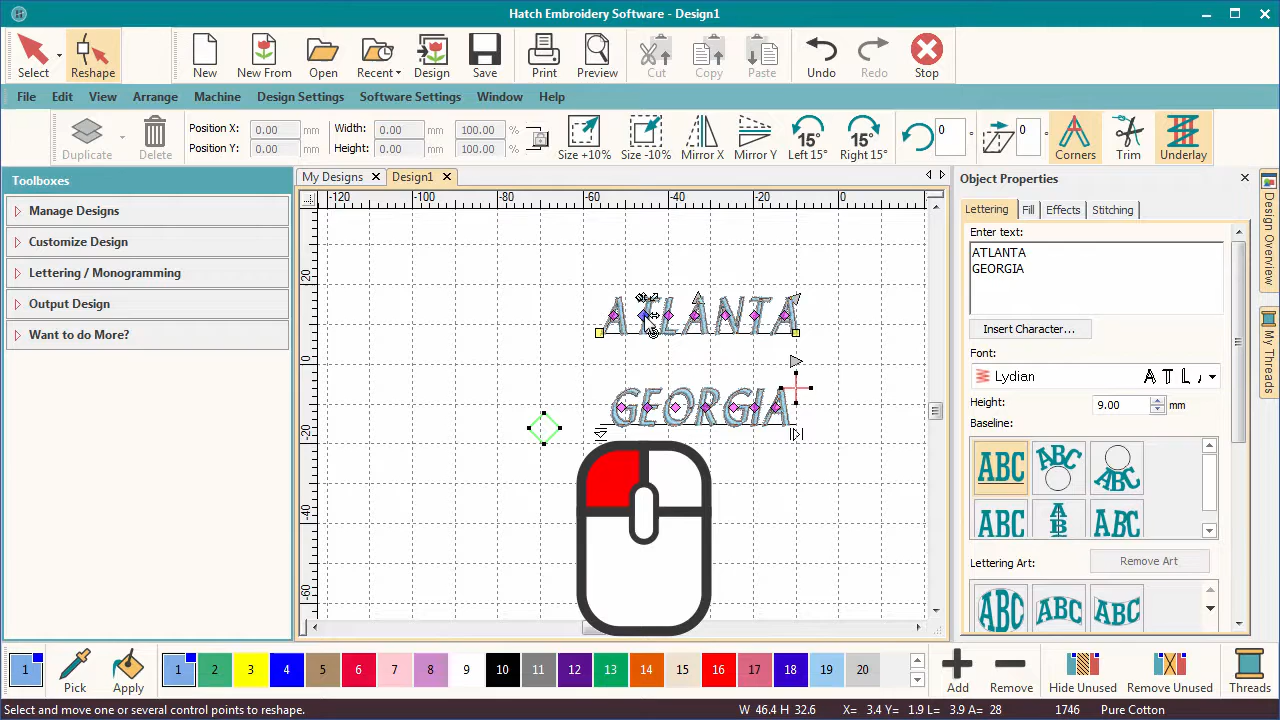 Hatch Embroidery Software - Design1
Select
Reshape
New
New From
Open
Recent
Design
Save
Print
Preview
Cut
Copy
Paste
Undo
Redo
Stop
File Edit View Arrange Machine Design Settings Software Settings Window Help
Duplicate
Delete
Position X: 0.00 mm
Position Y: 0.00 mm
Width: 0.00 mm 100.00 %
Height: 0.00 mm 100.00 %
Size +10%
Size -10%
Mirror X
Mirror Y
15°
Left 15°
15°
Right 15°
0 °
0 °
Corners
Trim
Underlay
Toolboxes
Manage Designs
Customize Design
Lettering / Monogramming
Output Design
Want to do More?
My Designs
Design1
-120 -100 -80 -60 -40 -20 0
20
0
-20
-40
-60
ATLANTA
GEORGIA
Object Properties
Lettering Fill Effects Stitching
Enter text:
ATLANTA
GEORGIA
Insert Character...
Font:
Lydian A T L
Height: 9.00 mm
Baseline:
ABC ABC ABC
ABC AB ABC
Lettering Art: Remove Art
ABC ABC ABC
Design Overview
My Threads
1
Pick
Apply
1 2 3 4 5 6 7 8 9 10 11 12 13 14 15 16 17 18 19 20
Add
Remove
Hide Unused
Remove Unused
Threads
Select and move one or several control points to reshape.
W 46.4 H 32.6 X= 3.4 Y= 1.9 L= 3.9 A= 28 1746 Pure Cotton